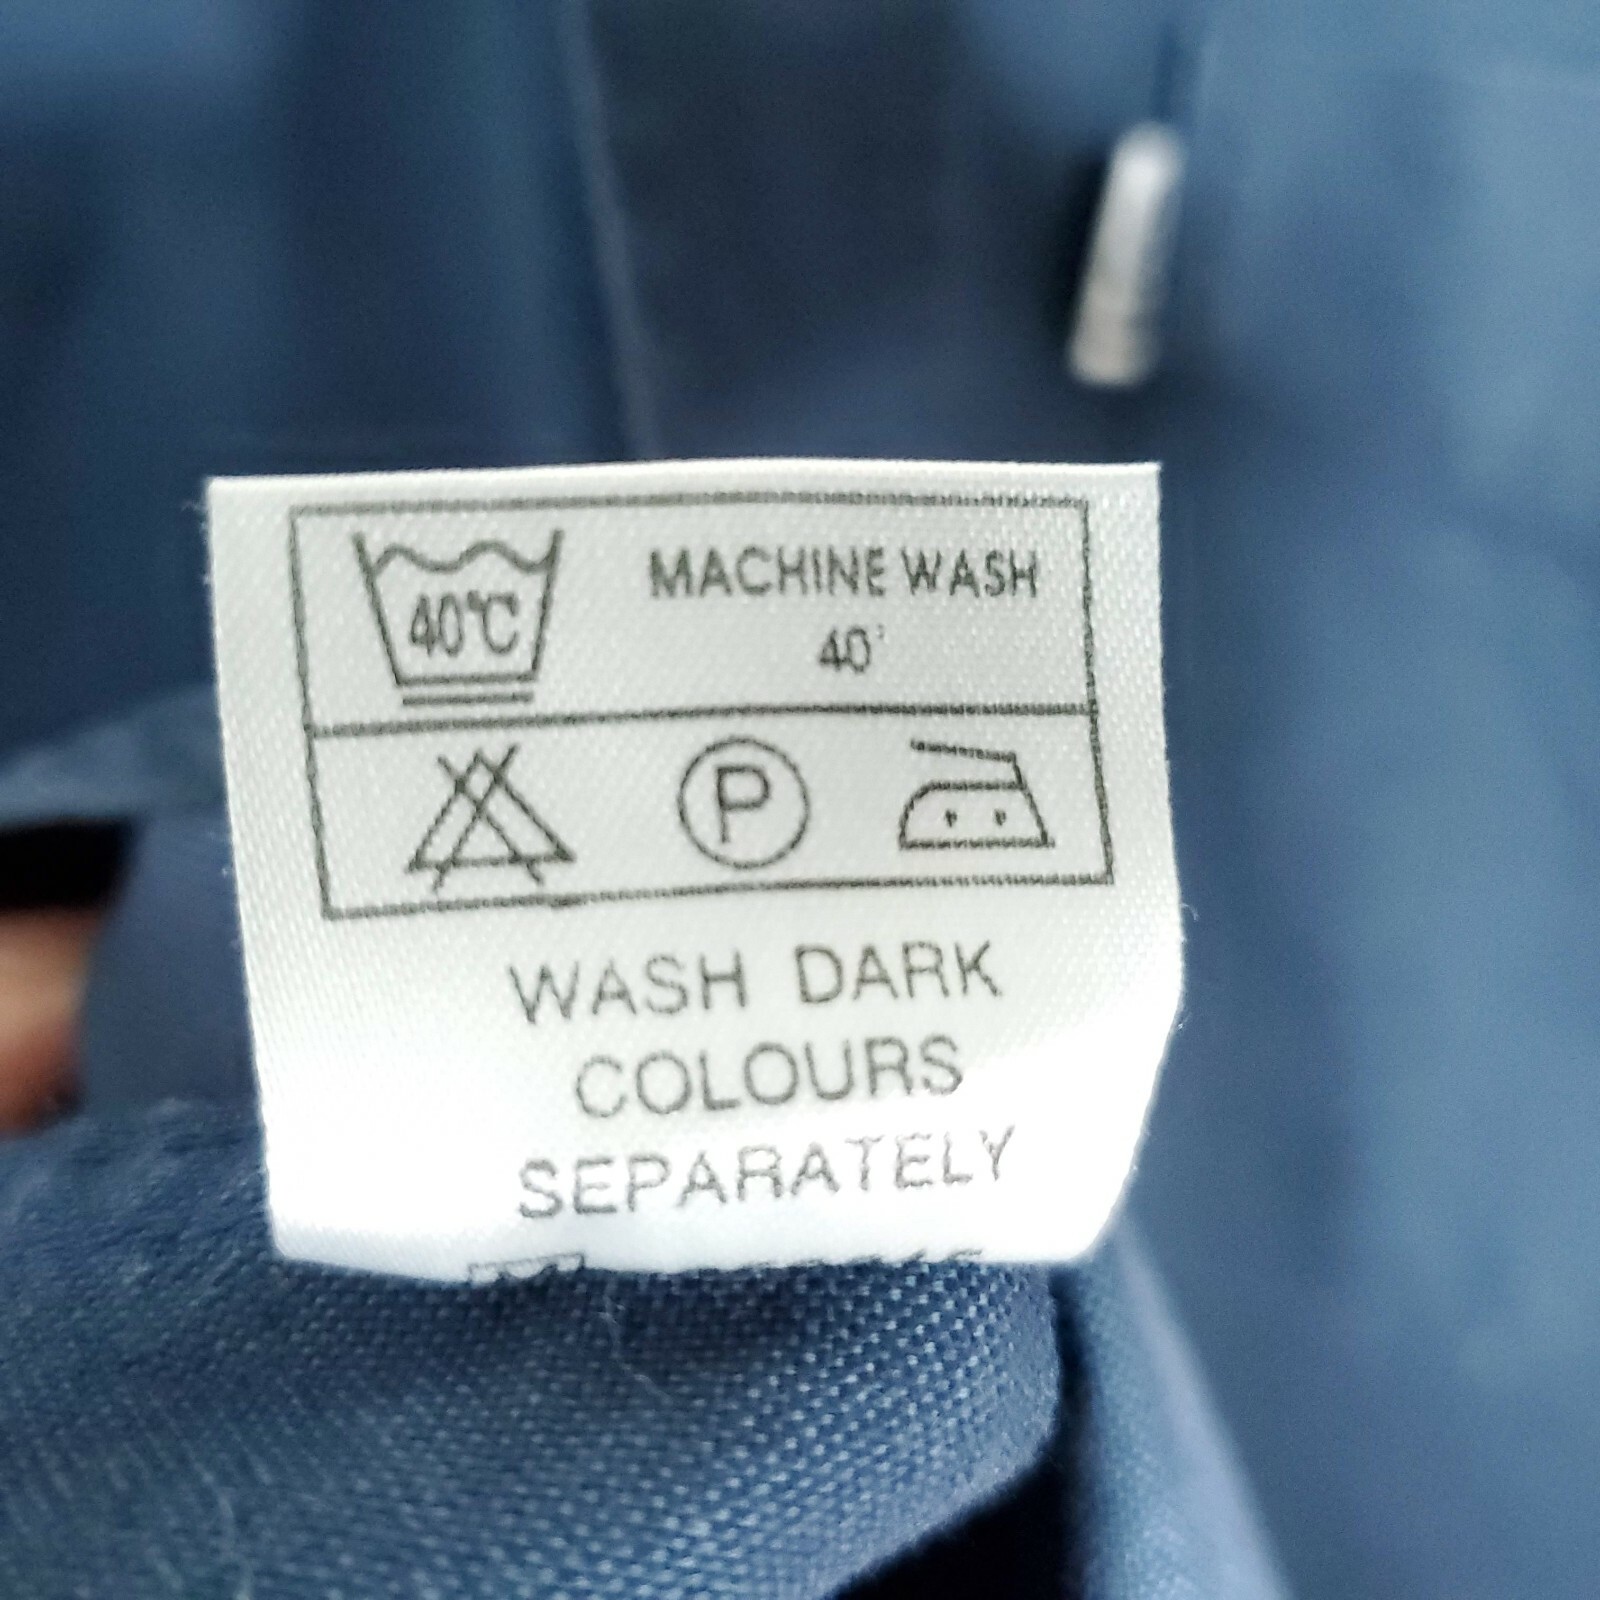 40°C
MACHINE WASH
40°
P
WASH DARK
COLOURS
SEPARATELY